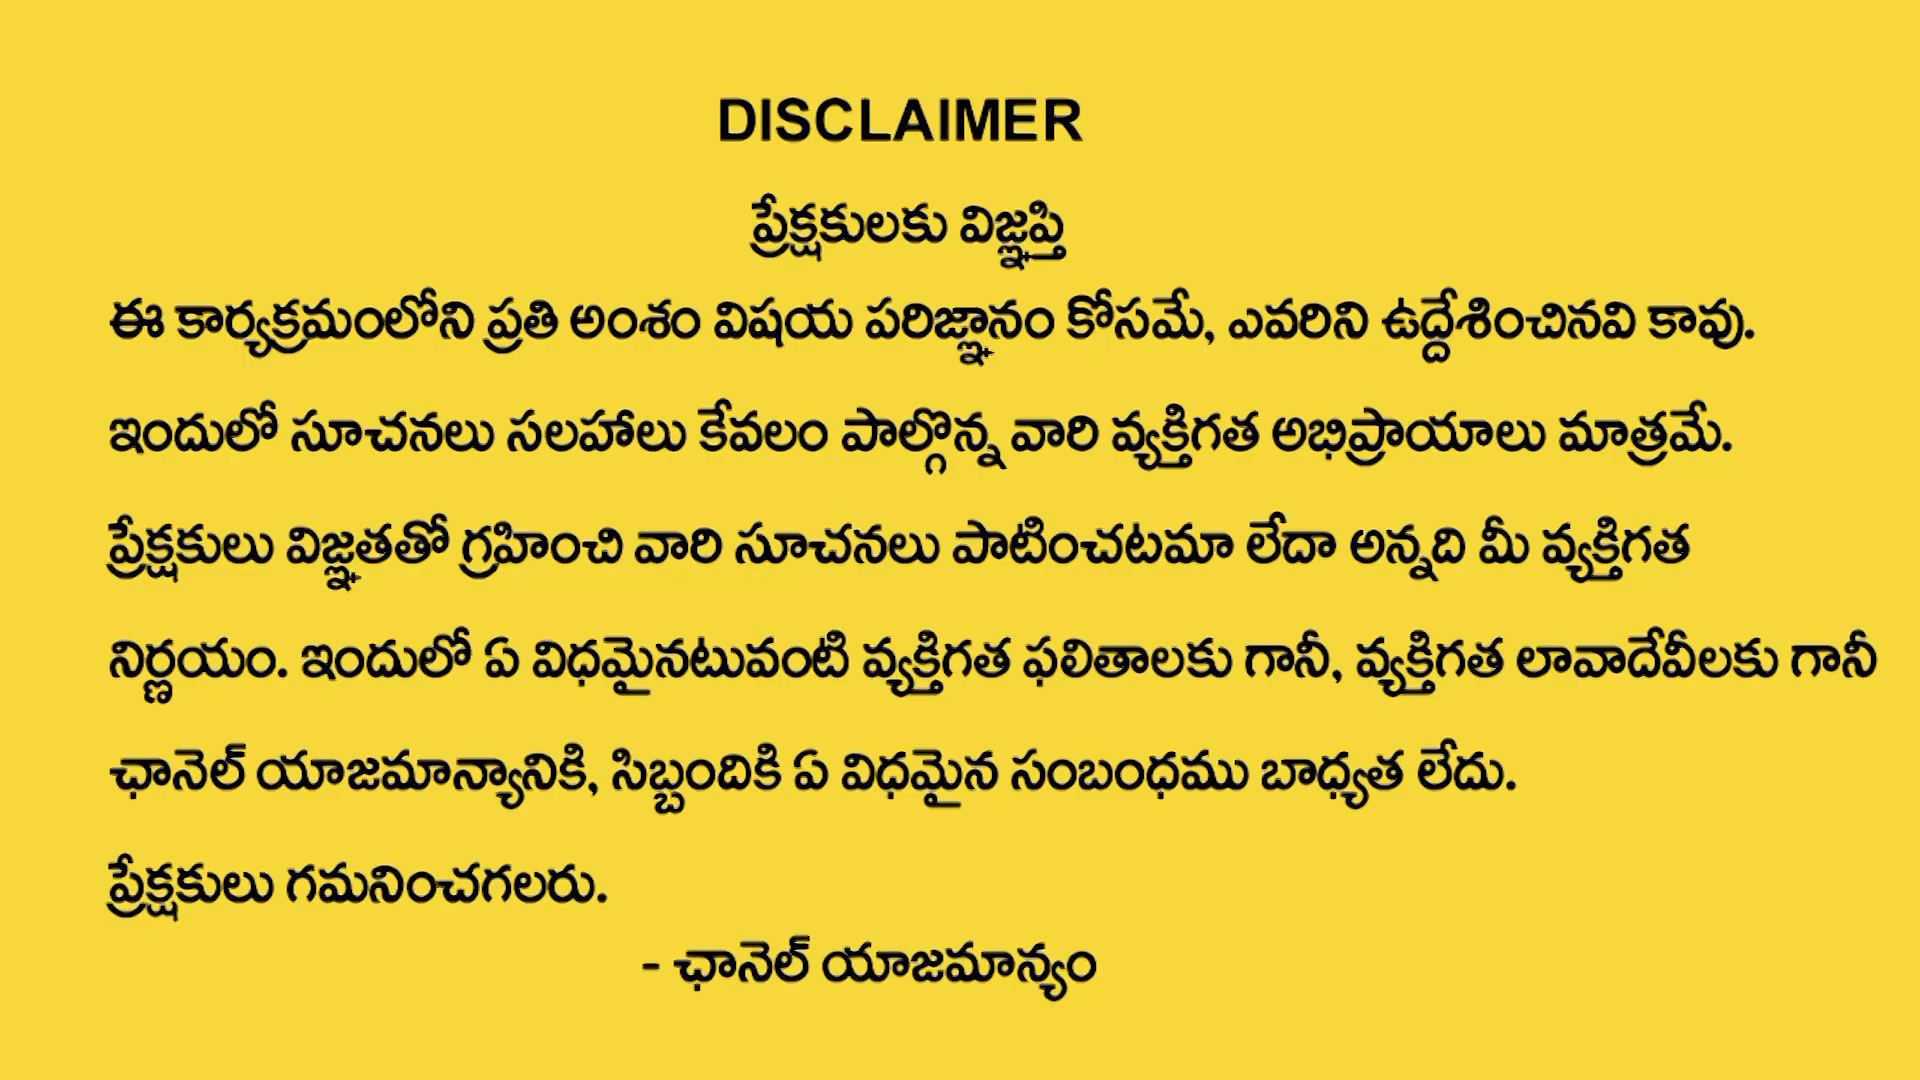 DISCLAIMER
ప్రేక్షకులకు విజ్ఞప్తి
ఈ కార్యక్రమంలోని ప్రతి అంశం విషయ పరిజ్ఞానం కోసమే, ఎవరిని ఉద్దేశించినవి కావు.
ఇందులో సూచనలు సలహాలు కేవలం పాల్గొన్న వారి వ్యక్తిగత అభిప్రాయాలు మాత్రమే.
ప్రేక్షకులు విజ్ఞతతో గ్రహించి వారి సూచనలు పాటించటమా లేదా అన్నది మీ వ్యక్తిగత
నిర్ణయం. ఇందులో ఏ విధమైనటువంటి వ్యక్తిగత ఫలితాలకు గానీ, వ్యక్తిగత లావాదేవీలకు గానీ
ఛానెల్ యాజమాన్యానికి, సిబ్బందికి ఏ విధమైన సంబంధము బాధ్యత లేదు.
ప్రేక్షకులు గమనించగలరు.
- ఛానెల్ యాజమాన్యం